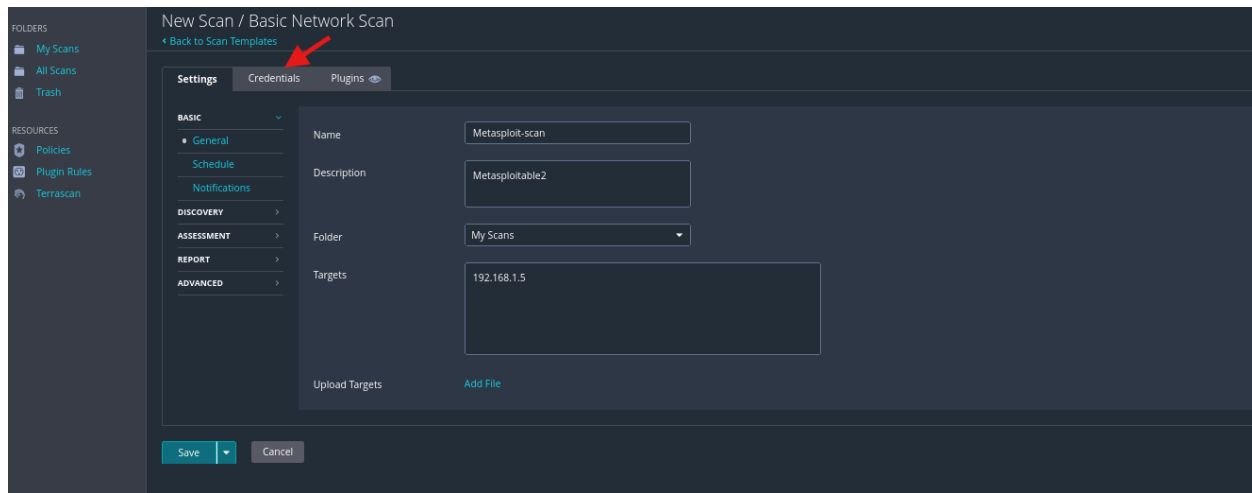 FOLDERS
My Scans
All Scans
Trash
RESOURCES
Policies
Plugin Rules
Terrascan
New Scan / Basic Network Scan
Back to Scan Templates
Settings Credentials Plugins
BASIC
General
Schedule
Notifications
DISCOVERY
ASSESSMENT
REPORT
ADVANCED
Name Metasploit-scan
Description Metasploitable2
Folder My Scans
Targets 192.168.1.5
Upload Targets Add File
Save Cancel